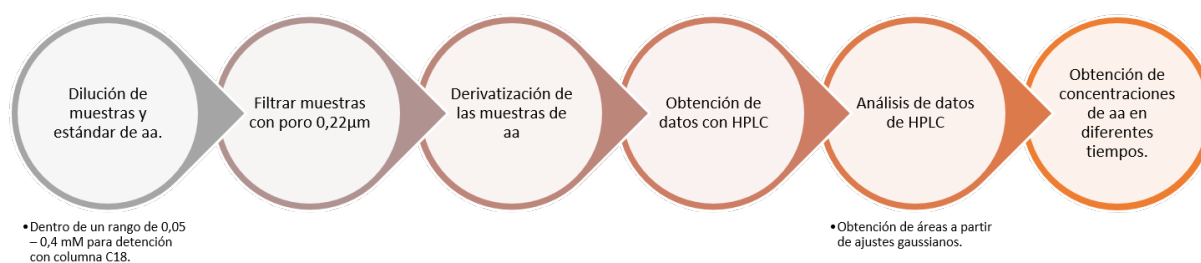 Dilución de
muestras y
estándar de aa.
Filtrar muestras
con poro 0,22µm
Derivatización de
las muestras de
aa
Obtención de
datos con HPLC
Análisis de datos
de HPLC
Obtención de
concentraciones
de aa en
diferentes
tiempos.
•Dentro de un rango de 0,05
– 0,4 mM para detención
con columna C18.
•Obtención de áreas a partir
de ajustes gaussianos.